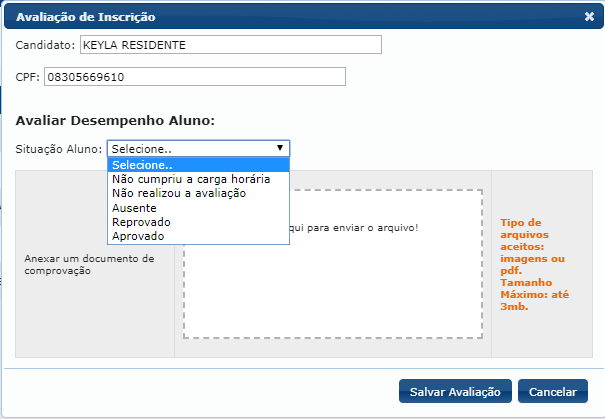 Avaliação de Inscrição
Candidato: KEYLA RESIDENTE
CPF: 08305669610
Avaliar Desempenho Aluno:
Situação Aluno: Selecione..
Selecione..
Não cumpriu a carga horária
Não realizou a avaliação
Ausente
Reprovado
Aprovado
Anexar um documento de
comprovação
qui para enviar o arquivo!
Tipo de
arquivos
aceitos:
imagens ou
pdf.
Tamanho
Máximo: até
3mb.
Salvar Avaliação
Cancelar